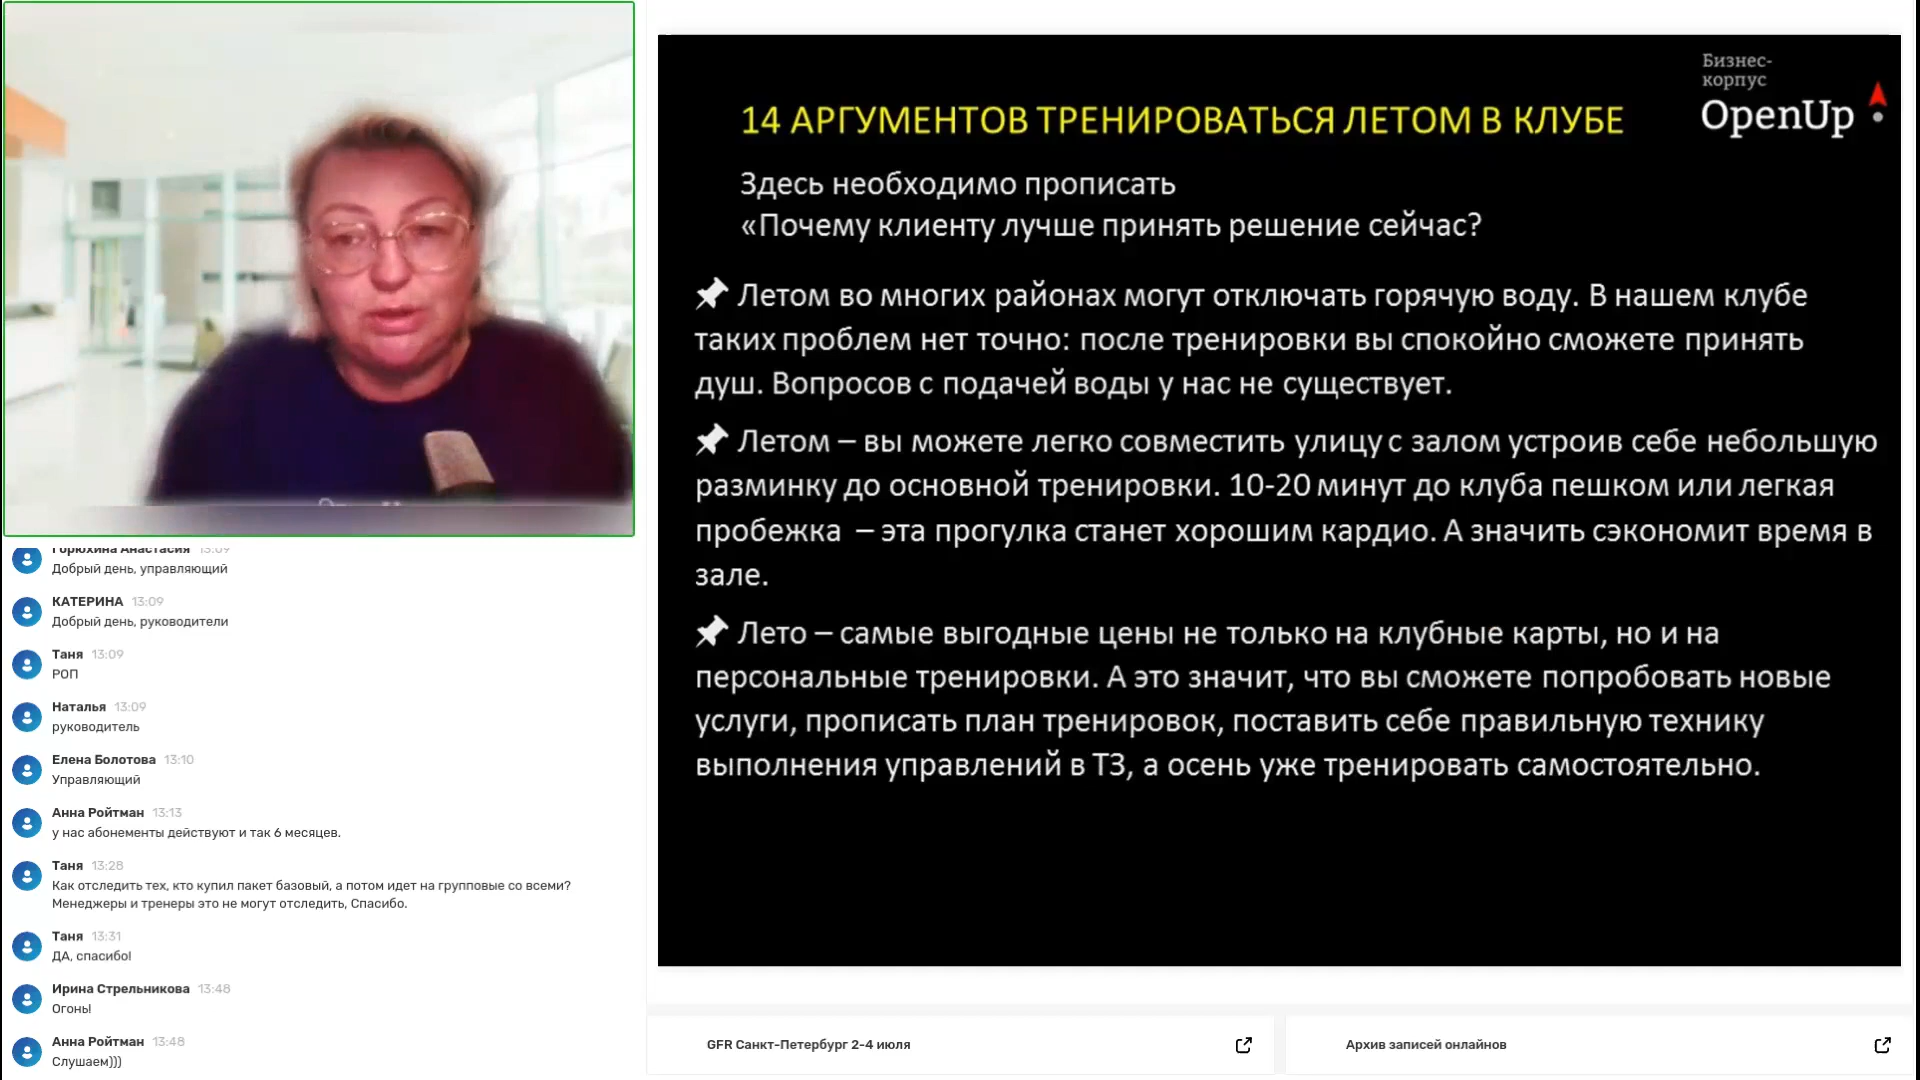 Бизнес-
корпус
OpenUp
14 АРГУМЕНТОВ ТРЕНИРОВАТЬСЯ ЛЕТОМ В КЛУБЕ
Здесь необходимо прописать
«Почему клиенту лучше принять решение сейчас?
Летом во многих районах могут отключать горячую воду. В нашем клубе
таких проблем нет точно: после тренировки вы спокойно сможете принять
душ. Вопросов с подачей воды у нас не существует.
Летом – вы можете легко совместить улицу с залом устроив себе небольшую
разминку до основной тренировки. 10-20 минут до клуба пешком или легкая
пробежка – эта прогулка станет хорошим кардио. А значить сэкономит время в
зале.
Лето – самые выгодные цены не только на клубные карты, но и на
персональные тренировки. А это значит, что вы сможете попробовать новые
услуги, прописать план тренировок, поставить себе правильную технику
выполнения управлений в ТЗ, а осень уже тренировать самостоятельно.
Горюхина Анастасия 13:09
Добрый день, управляющий
КАТЕРИНА 13:09
Добрый день, руководители
Таня 13:09
РОП
Наталья 13:09
руководитель
Елена Болотова 13:10
Управляющий
Анна Ройтман 13:13
у нас абонементы действуют и так 6 месяцев.
Таня 13:28
Как отследить тех, кто купил пакет базовый, а потом идет на групповые со всеми?
Менеджеры и тренеры это не могут отследить, Спасибо.
Таня 13:31
ДА, спасибо!
Ирина Стрельникова 13:48
Огонь!
Анна Ройтман 13:48
Слушаем)))
GFR Санкт-Петербург 2-4 июля
Архив записей онлайнов